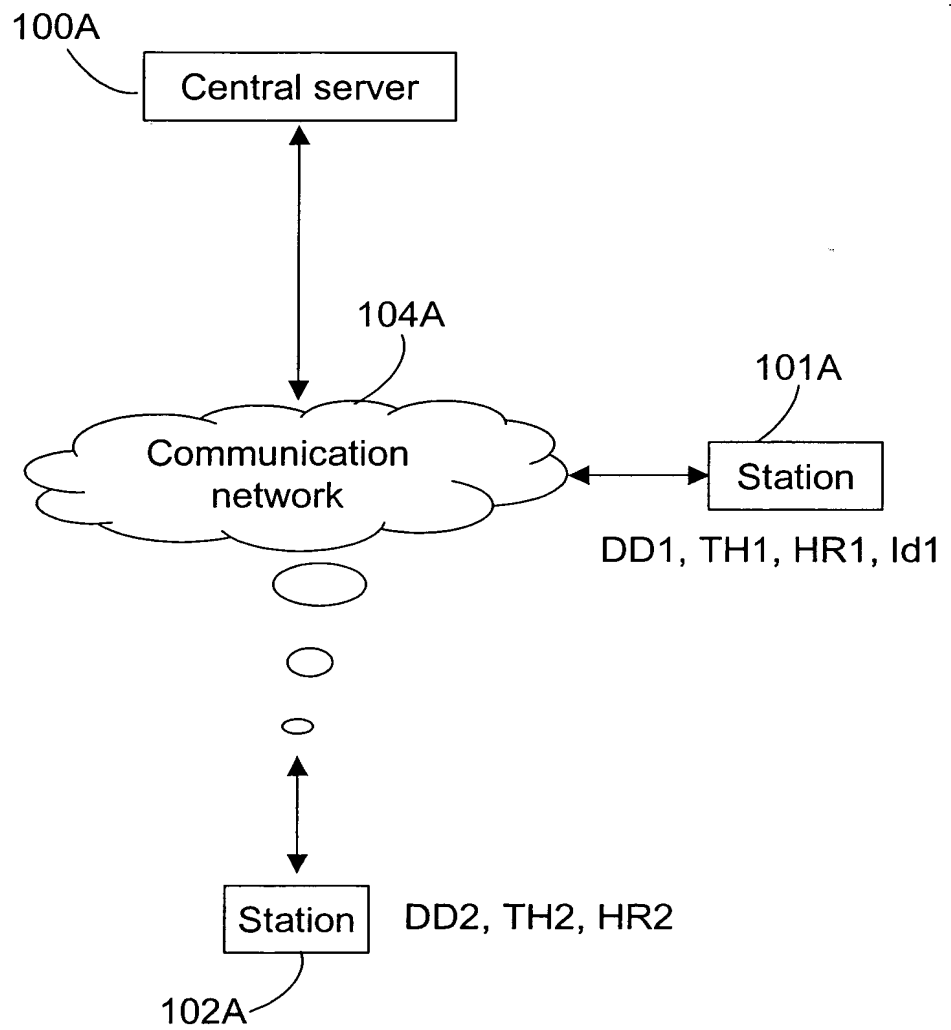 100A
Central server
104A
101A
Communication
network
Station
DD1, TH1, HR1, Id1
Station
DD2, TH2, HR2
102A